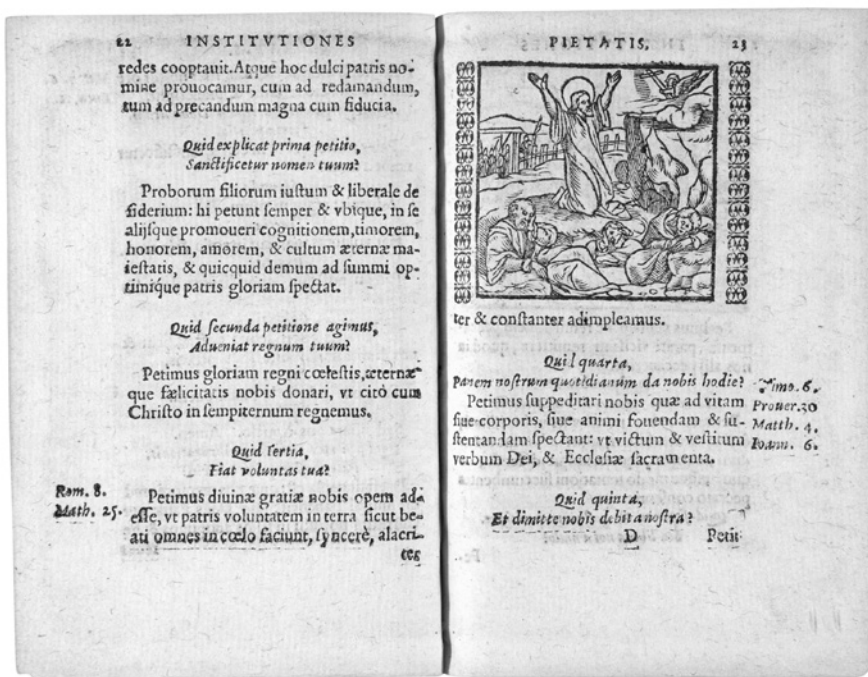 22 INSTITVTIONES
redes cooptauit. Atque hoc dulci patris no-
mine prouocamur, cum ad redamandum,
tum ad precandum magna cum fiducia.
Quid explicat prima petitio,
Sanctificetur nomen tuum?
Proborum filiorum iustum & liberale de
siderium: hi petunt semper & vbique, in se
alijsque promoueri cognitionem, timorem,
honorem, amorem, & cultum æternæ ma-
iestatis, & quicquid demum ad summi op-
timique patris gloriam spectat.
Quid secunda petitione agimus,
Adueniat regnum tuum?
Petimus gloriam regni cœlestis, æternæ
que fælicitatis nobis donari, vt citò cum
Christo in sempiternum regnemus.
Quid tertia,
Fiat voluntas tua?
Rom. 8.
Math. 25.
Petimus diuinæ gratiæ nobis opem ad-
esse, vt patris voluntatem in terra sicut be-
ati omnes in cœlo faciunt, syncerè, alacri-
ter
PIETATIS. 23
ter & constanter adimpleamus.
Quid quarta,
Panem nostrum quotidianum da nobis hodie?
Petimus suppeditari nobis quæ ad vitam
siue corporis, siue animi fouendam & su-
stentandam spectant: vt victum & vestitum
verbum Dei, & Ecclesiæ sacramenta.
Timo. 6.
Prouer. 30
Matth. 4.
Ioann. 6.
Quid quinta,
Et dimitte nobis debita nostra?
D Petit